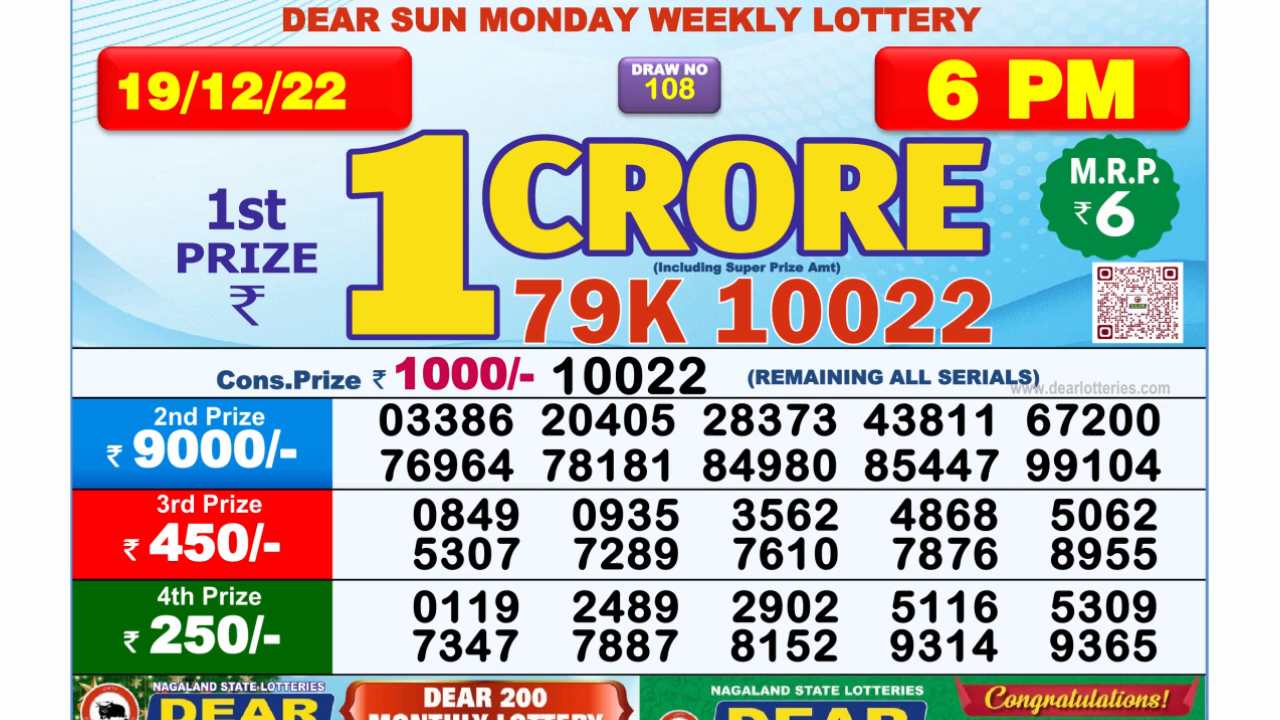 DEAR SUN MONDAY WEEKLY LOTTERY
19/12/22
DRAW NO
108
6 PM
1st
PRIZE
₹
1 CRORE
(Including Super Prize Amt)
79K 10022
M.R.P.
₹ 6
Cons.Prize ₹ 1000/- 10022 (REMAINING ALL SERIALS)
www.dearlotteries.com
2nd Prize
₹ 9000/-
03386 20405 28373 43811 67200
76964 78181 84980 85447 99104
3rd Prize
₹ 450/-
0849 0935 3562 4868 5062
5307 7289 7610 7876 8955
4th Prize
₹ 250/-
0119 2489 2902 5116 5309
7347 7887 8152 9314 9365
NAGALAND STATE LOTTERIES
DEAR
DEAR 200
MONTHLY LOTTERY
NAGALAND STATE LOTTERIES
DEAR
Congratulations!